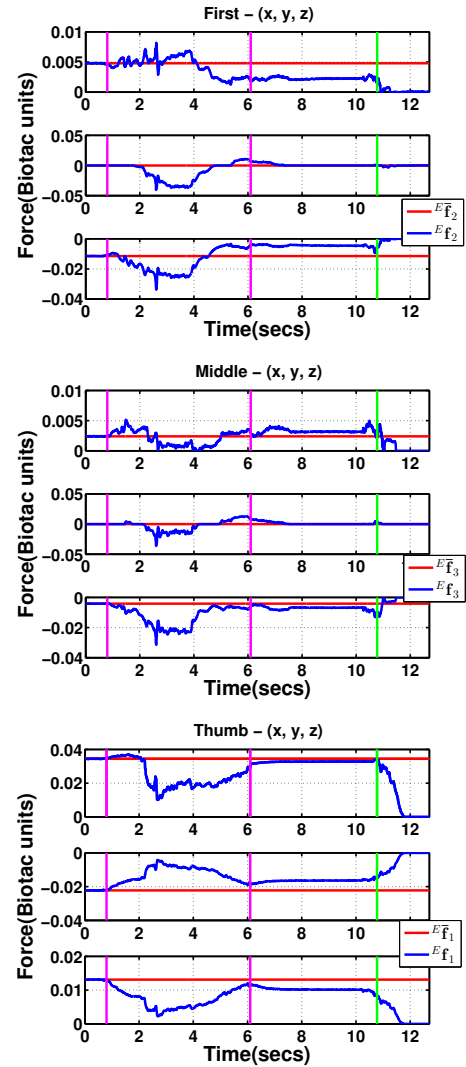 First − (x, y, z)
0.01
0.005
0
0 2 4 6 8 10 12
0.05
0
−0.05
0 2 4 6 8 10 12
0
−0.02
−0.04
0 2 4 6 8 10 12
Force(Biotac units)
Time(secs)
E f̄2
E f2
Middle − (x, y, z)
0.01
0.005
0
0 2 4 6 8 10 12
0.05
0
−0.05
0 2 4 6 8 10 12
0
−0.02
−0.04
0 2 4 6 8 10 12
Force(Biotac units)
Time(secs)
E f̄3
E f3
Thumb − (x, y, z)
0.04
0.02
0
0 2 4 6 8 10 12
0
−0.02
−0.04
0 2 4 6 8 10 12
0.02
0.01
0
0 2 4 6 8 10 12
Force(Biotac units)
Time(secs)
E f̄1
E f1